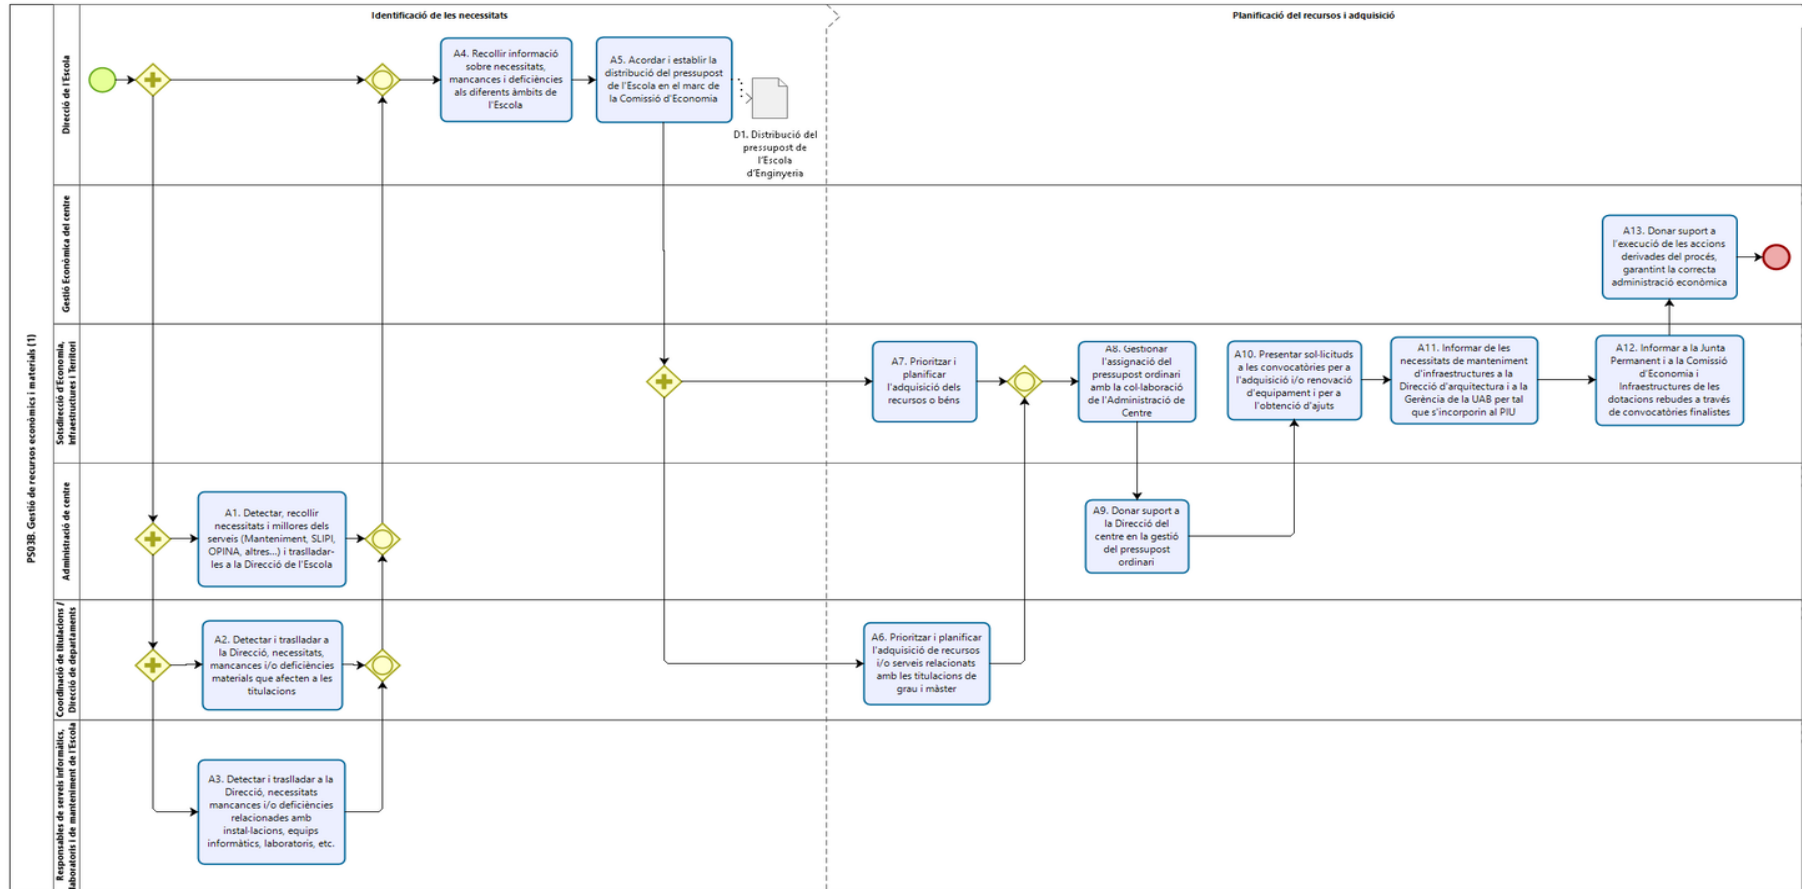 Identificació de les necessitats
Planificació del recursos i adquisició
PS03B. Gestió de recursos econòmics i materials (1)
Direcció de l'Escola
A4. Recollir informació
sobre necessitats,
mancances i deficiències
als diferents àmbits de
l'Escola
A5. Acordar i establir la
distribució del pressupost
de l'Escola en el marc de
la Comissió d'Economia
D1. Distribució del
pressupost de
l'Escola
d'Enginyeria
Gestió Econòmica del centre
A13. Donar suport a
l'execució de les accions
derivades del procés,
garantint la correcta
administració econòmica
Sotsdirecció d'Economia,
Infraestructures i Territori
A7. Prioritzar i
planificar
l'adquisició dels
recursos o béns
A8. Gestionar
l'assignació del
pressupost ordinari
amb la col·laboració
de l'Administració de
Centre
A10. Presentar sol·licituds
a les convocatòries per a
l'adquisició i/o renovació
d'equipament i per a
l'obtenció d'ajuts
A11. Informar de les
necessitats de manteniment
d'infraestructures a la
Direcció d'arquitectura i a la
Gerència de la UAB per tal
que s'incorporin al PIU
A12. Informar a la Junta
Permanent i a la Comissió
d'Economia i
Infraestructures de les
dotacions rebudes a través
de convocatòries finalistes
Administració de centre
A1. Detectar, recollir
necessitats i millores dels
serveis (Manteniment, SLIPI,
OPINA, altres...) i traslladar-
les a la Direcció de l'Escola
A9. Donar suport a
la Direcció del
centre en la gestió
del pressupost
ordinari
Coordinació de titulacions /
Direcció de departaments
A2. Detectar i traslladar a
la Direcció, necessitats,
mancances i/o deficiències
materials que afecten a les
titulacions
A6. Prioritzar i planificar
l'adquisició de recursos
i/o serveis relacionats
amb les titulacions de
grau i màster
Responsables de serveis informàtics,
laboratoris i de manteniment de l'Escola
A3. Detectar i traslladar a la
Direcció, necessitats
mancances i/o deficiències
relacionades amb
instal·lacions, equips
informàtics, laboratoris, etc.